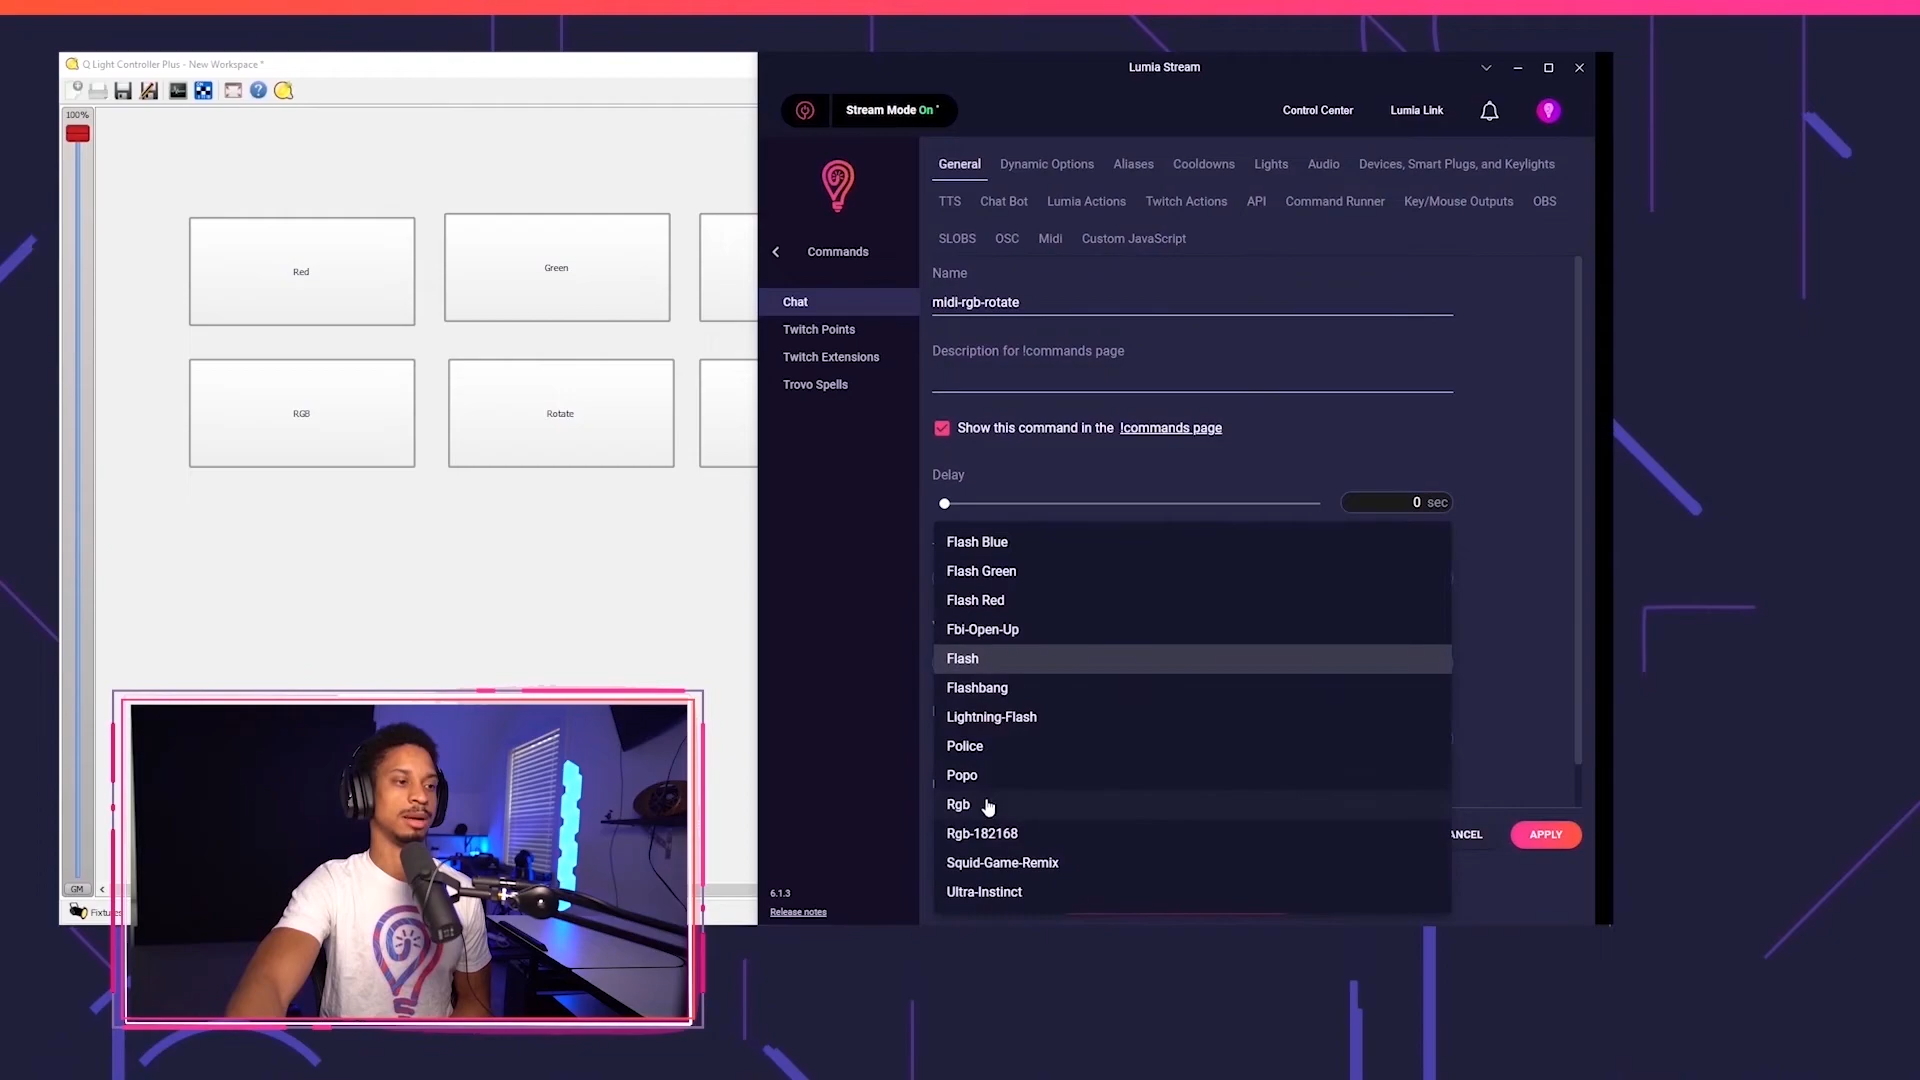 Q Light Controller Plus - New Workspace *
100%
Red
Green
RGB
Rotate
GM
Fixtures
Lumia Stream
Stream Mode On
Control Center
Lumia Link
General
Dynamic Options
Aliases
Cooldowns
Lights
Audio
Devices, Smart Plugs, and Keylights
TTS
Chat Bot
Lumia Actions
Twitch Actions
API
Command Runner
Key/Mouse Outputs
OBS
SLOBS
OSC
Midi
Custom JavaScript
Commands
Chat
Twitch Points
Twitch Extensions
Trovo Spells
6.1.3
Release notes
Name
midi-rgb-rotate
Description for !commands page
Show this command in the !commands page
Delay
0 sec
Flash Blue
Flash Green
Flash Red
Fbi-Open-Up
Flash
Flashbang
Lightning-Flash
Police
Popo
Rgb
Rgb-182168
Squid-Game-Remix
Ultra-Instinct
ANCEL
APPLY